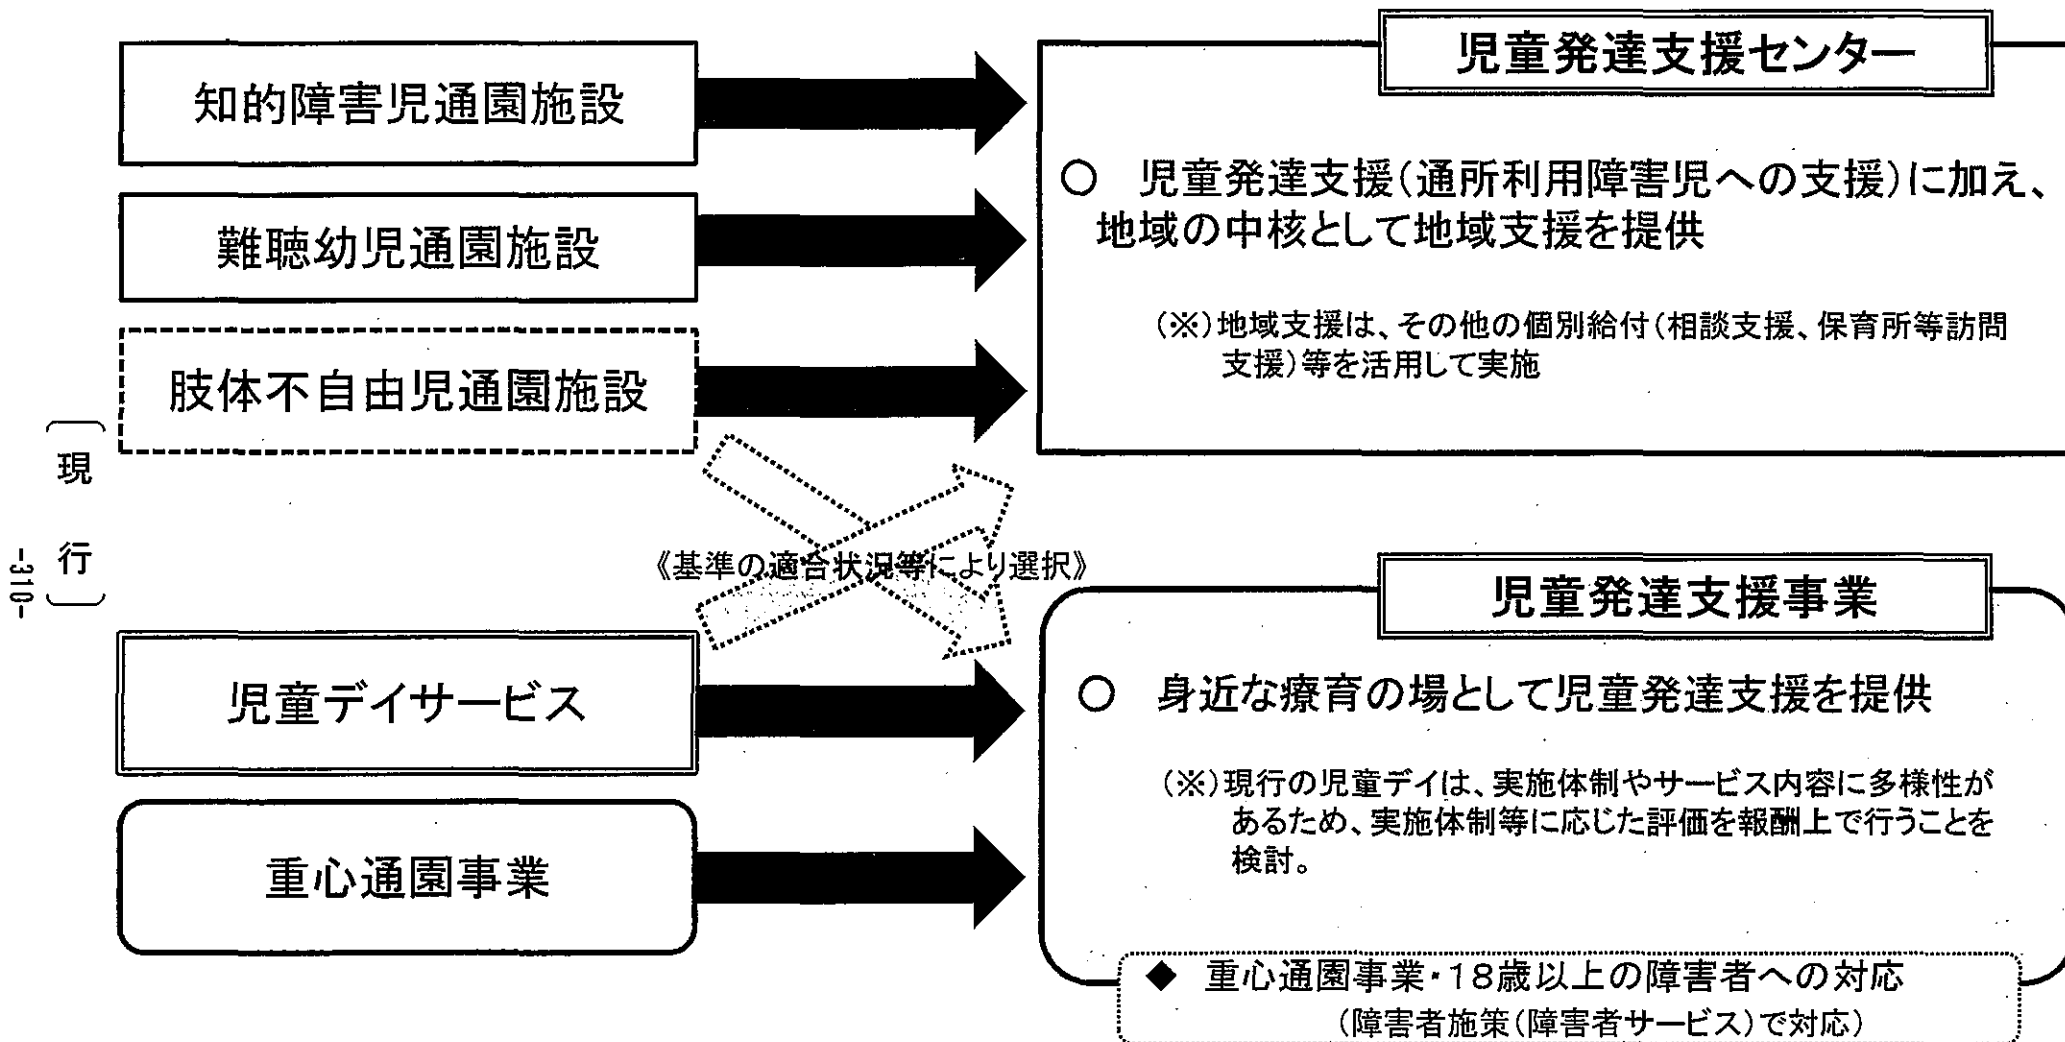 〔現行〕
知的障害児通園施設
難聴幼児通園施設
肢体不自由児通園施設
児童デイサービス
重心通園事業
《基準の適合状況等により選択》
児童発達支援センター
○ 児童発達支援(通所利用障害児への支援)に加え、
地域の中核として地域支援を提供
(※)地域支援は、その他の個別給付(相談支援、保育所等訪問
支援)等を活用して実施
児童発達支援事業
○ 身近な療育の場として児童発達支援を提供
(※)現行の児童デイは、実施体制やサービス内容に多様性が
あるため、実施体制等に応じた評価を報酬上で行うことを
検討。
◆ 重心通園事業・18歳以上の障害者への対応
(障害者施策(障害者サービス)で対応)
-310-